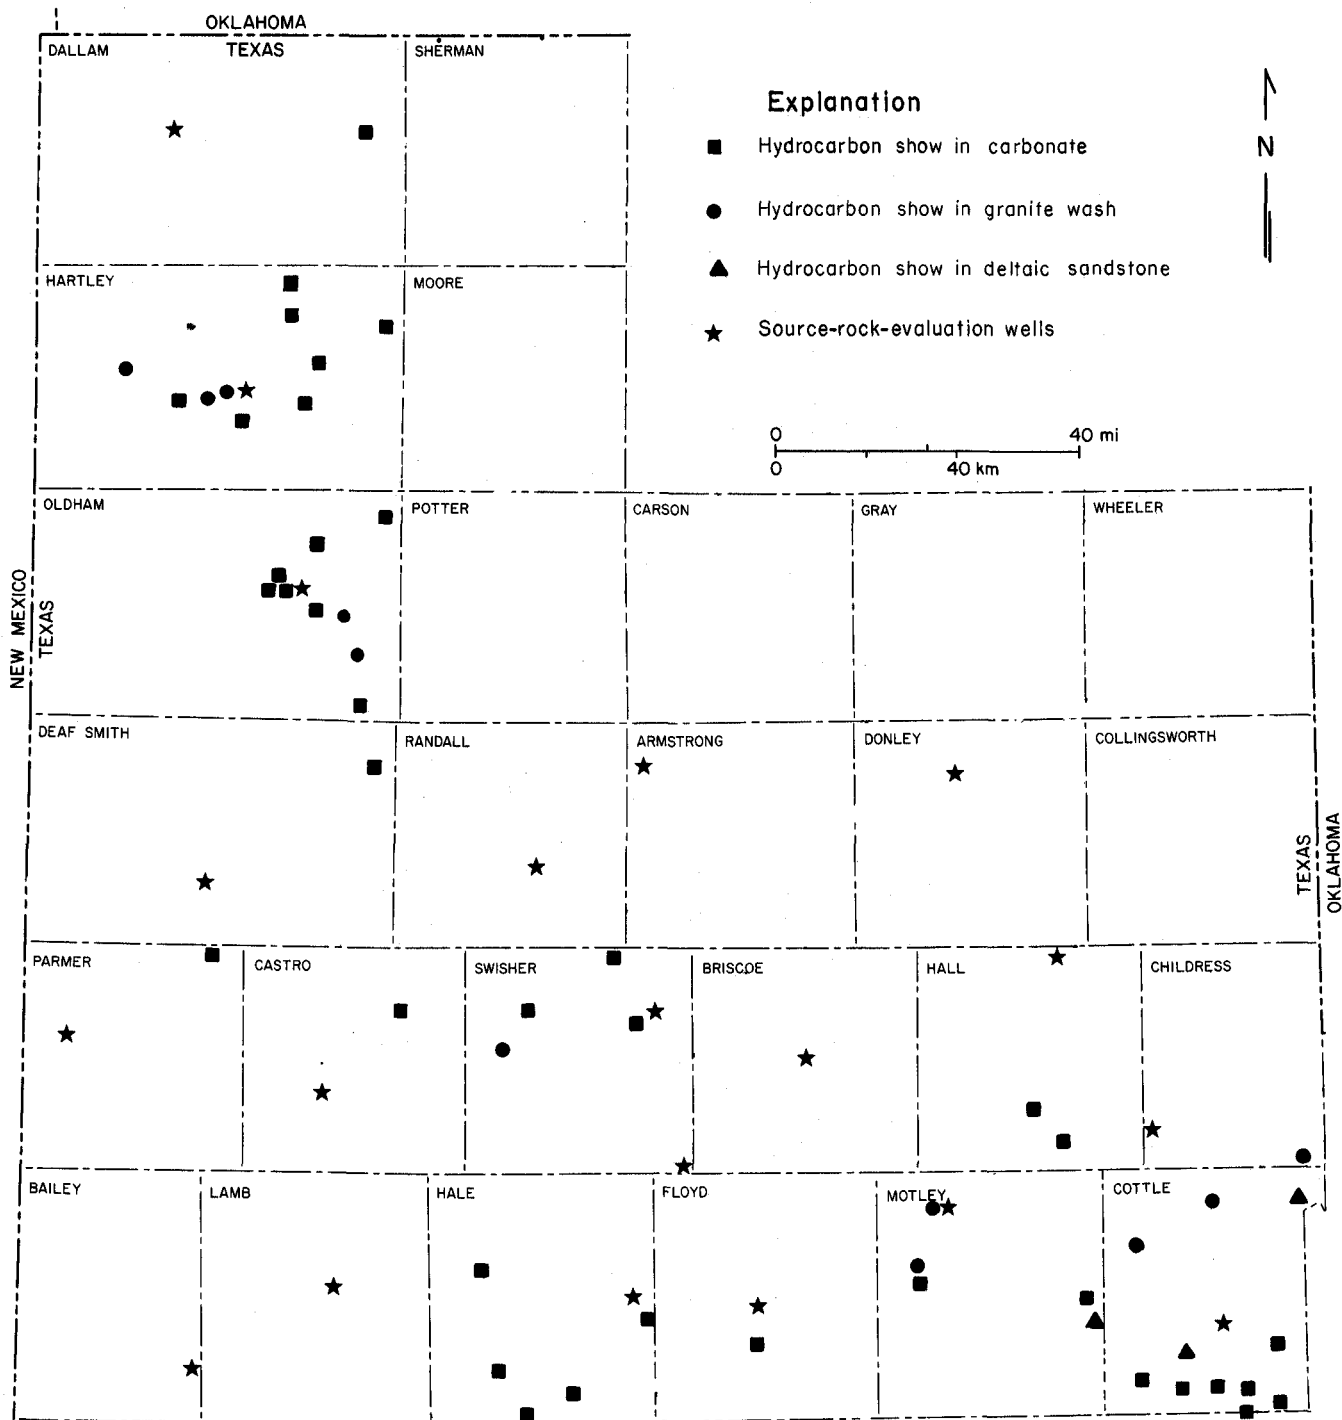 OKLAHOMA
TEXAS
DALLAM
SHERMAN
Explanation
Hydrocarbon show in carbonate
N
Hydrocarbon show in granite wash
Hydrocarbon show in deltaic sandstone
Source-rock-evaluation wells
HARTLEY
MOORE
0 40 mi
0 40 km
OLDHAM
POTTER
CARSON
GRAY
WHEELER
NEW MEXICO
TEXAS
DEAF SMITH
RANDALL
ARMSTRONG
DONLEY
COLLINGSWORTH
TEXAS
OKLAHOMA
PARMER
CASTRO
SWISHER
BRISCOE
HALL
CHILDRESS
BAILEY
LAMB
HALE
FLOYD
MOTLEY
COTTLE